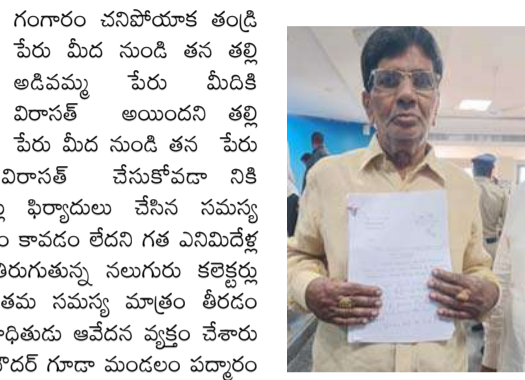 గంగారం చనిపోయాక తండ్రి
పేరు మీద నుండి తన తల్లి
అడివమ్మ పేరు మీదికి
విరాసత్ అయిందని తల్లి
పేరు మీద నుండి తన పేరు
విరాసత్ చేసుకోవడా నికి
ఫిర్యాదులు చేసిన సమస్య
కావడం లేదని గత ఎనిమిదేళ్ల
తిరుగుతున్న నలుగురు కలెక్టర్లు
తమ సమస్య మాత్రం తీరడం
ఆవేదన వ్యక్తం చేశారు
గూడా మండలం పద్మారం